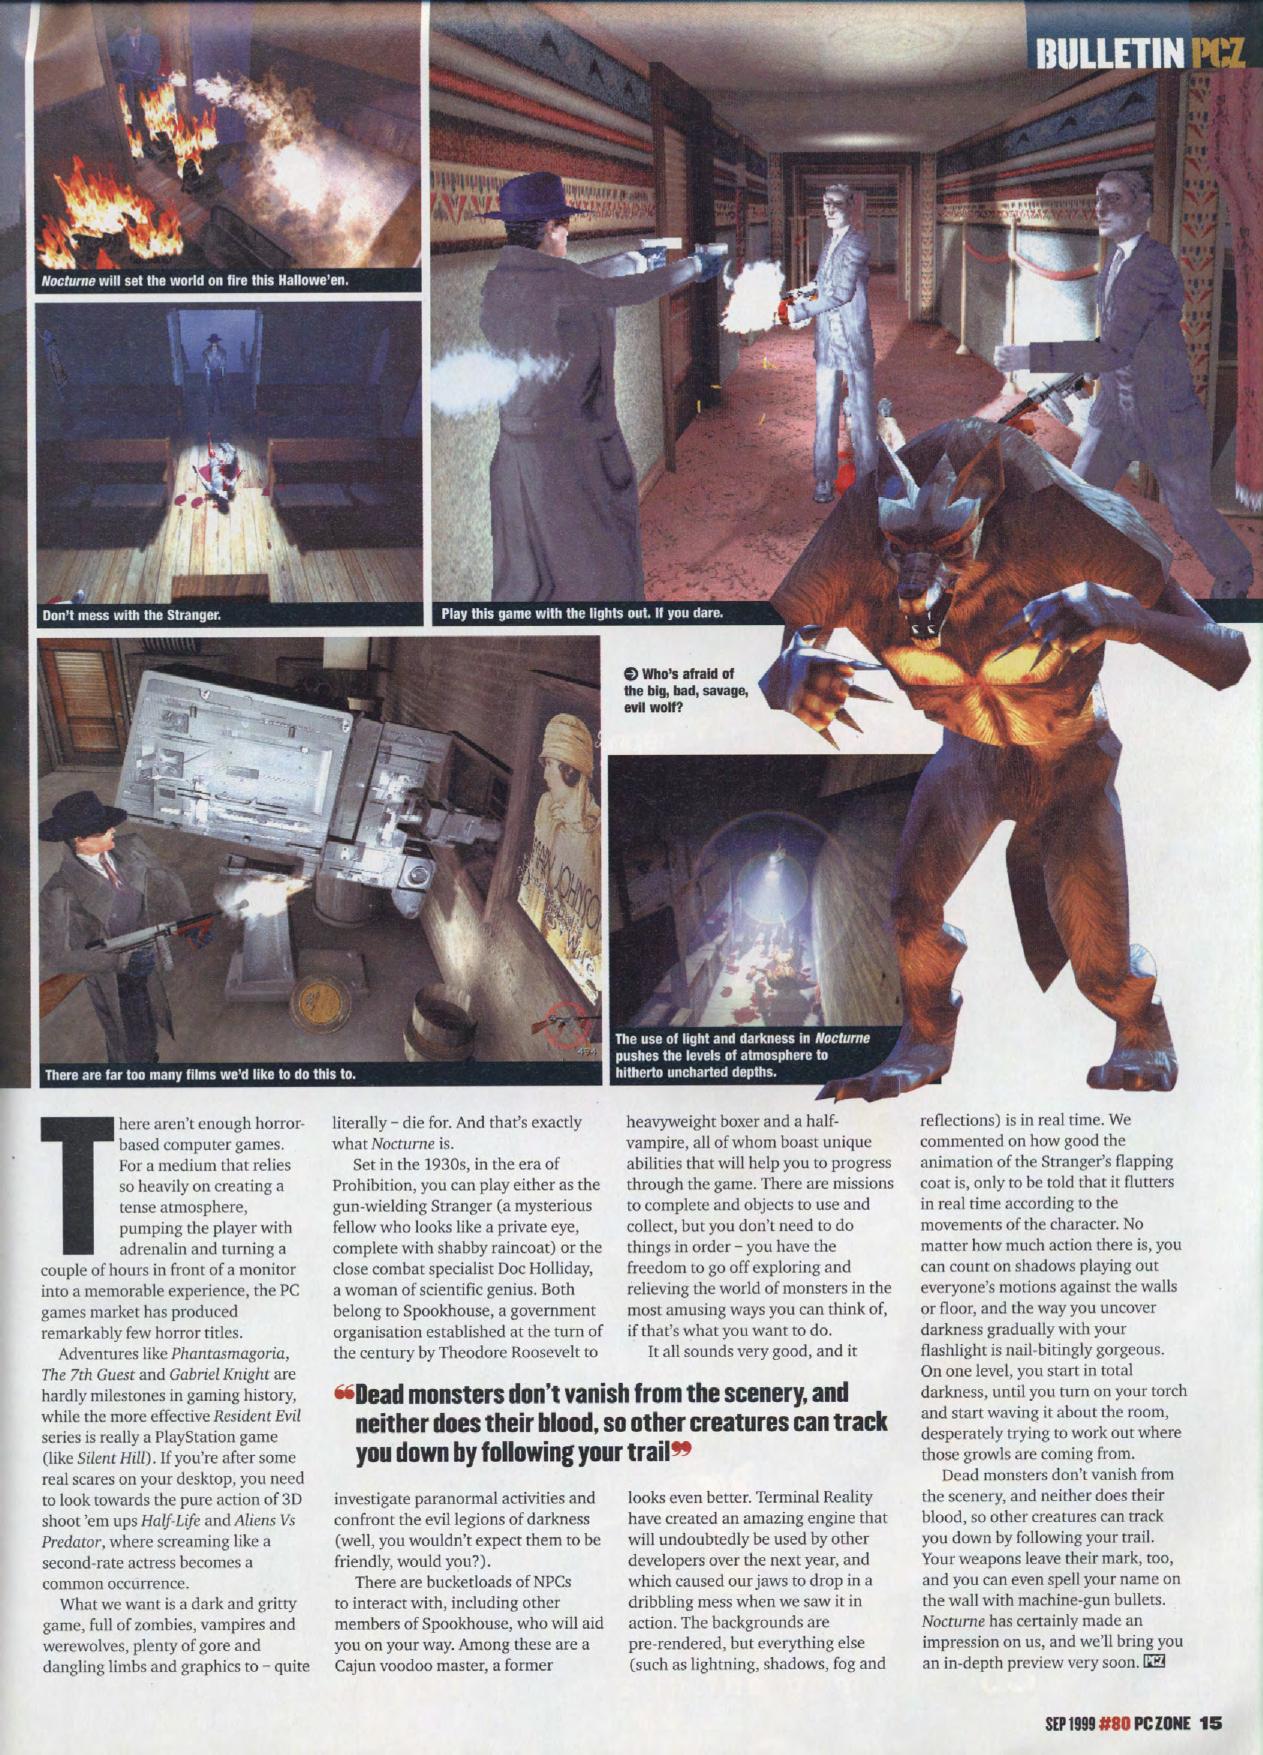 BULLETIN PCZ
Nocturne will set the world on fire this Hallowe'en.
Don't mess with the Stranger.
Play this game with the lights out. If you dare.
Who's afraid of
the big, bad, savage,
evil wolf?
There are far too many films we'd like to do this to.
The use of light and darkness in Nocturne
pushes the levels of atmosphere to
hitherto uncharted depths.
There aren't enough horror-
based computer games.
For a medium that relies
so heavily on creating a
tense atmosphere,
pumping the player with
adrenalin and turning a
couple of hours in front of a monitor
into a memorable experience, the PC
games market has produced
remarkably few horror titles.
Adventures like Phantasmagoria,
The 7th Guest and Gabriel Knight are
hardly milestones in gaming history,
while the more effective Resident Evil
series is really a PlayStation game
(like Silent Hill). If you're after some
real scares on your desktop, you need
to look towards the pure action of 3D
shoot 'em ups Half-Life and Aliens Vs
Predator, where screaming like a
second-rate actress becomes a
common occurrence.
What we want is a dark and gritty
game, full of zombies, vampires and
werewolves, plenty of gore and
dangling limbs and graphics to – quite
literally – die for. And that's exactly
what Nocturne is.
Set in the 1930s, in the era of
Prohibition, you can play either as the
gun-wielding Stranger (a mysterious
fellow who looks like a private eye,
complete with shabby raincoat) or the
close combat specialist Doc Holliday,
a woman of scientific genius. Both
belong to Spookhouse, a government
organisation established at the turn of
the century by Theodore Roosevelt to
investigate paranormal activities and
confront the evil legions of darkness
(well, you wouldn't expect them to be
friendly, would you?).
There are bucketloads of NPCs
to interact with, including other
members of Spookhouse, who will aid
you on your way. Among these are a
Cajun voodoo master, a former
heavyweight boxer and a half-
vampire, all of whom boast unique
abilities that will help you to progress
through the game. There are missions
to complete and objects to use and
collect, but you don't need to do
things in order – you have the
freedom to go off exploring and
relieving the world of monsters in the
most amusing ways you can think of,
if that's what you want to do.
It all sounds very good, and it
looks even better. Terminal Reality
have created an amazing engine that
will undoubtedly be used by other
developers over the next year, and
which caused our jaws to drop in a
dribbling mess when we saw it in
action. The backgrounds are
pre-rendered, but everything else
(such as lightning, shadows, fog and
reflections) is in real time. We
commented on how good the
animation of the Stranger's flapping
coat is, only to be told that it flutters
in real time according to the
movements of the character. No
matter how much action there is, you
can count on shadows playing out
everyone's motions against the walls
or floor, and the way you uncover
darkness gradually with your
flashlight is nail-bitingly gorgeous.
On one level, you start in total
darkness, until you turn on your torch
and start waving it about the room,
desperately trying to work out where
those growls are coming from.
Dead monsters don't vanish from
the scenery, and neither does their
blood, so other creatures can track
you down by following your trail.
Your weapons leave their mark, too,
and you can even spell your name on
the wall with machine-gun bullets.
Nocturne has certainly made an
impression on us, and we'll bring you
an in-depth preview very soon. PCZ
“Dead monsters don't vanish from the scenery, and
neither does their blood, so other creatures can track
you down by following your trail”
SEP 1999 #80 PC ZONE 15